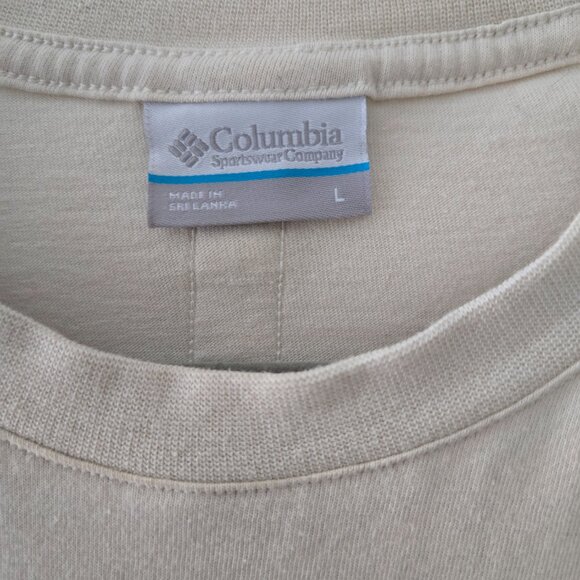 Columbia
Sportswear Company
MADE IN
SRI LANKA
L